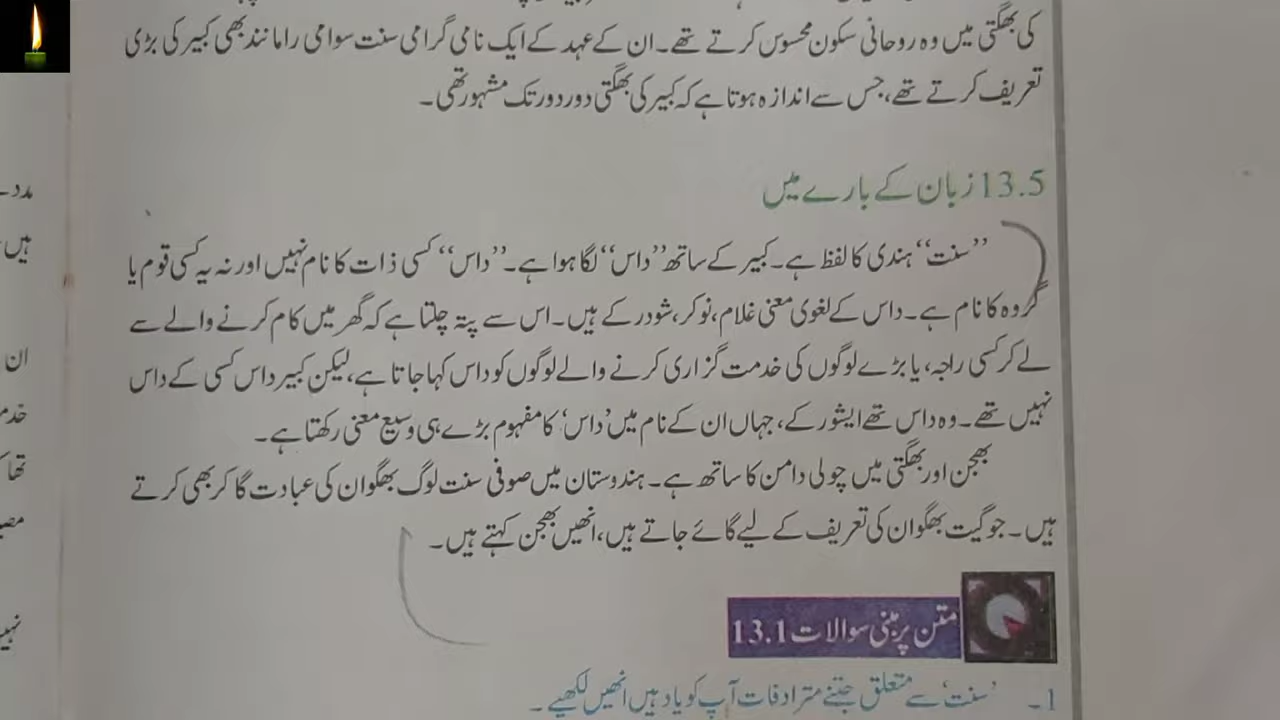 کی بھگتی میں وہ روحانی سکون محسوس کرتے تھے۔ ان کے عہد کے ایک نامی گرامی سنت سوامی رامانند بھی کبیر کی بڑی
تعریف کرتے تھے، جس سے اندازہ ہوتا ہے کہ کبیر کی بھگتی دور دور تک مشہور تھی۔
13.5 زبان کے بارے میں
”سنت“ ہندی کا لفظ ہے۔ کبیر کے ساتھ ”داس“ لگا ہوا ہے۔ ”داس“ کسی ذات کا نام نہیں اور نہ یہ کسی قوم یا
گروہ کا نام ہے۔ داس کے لغوی معنی غلام، نوکر، شودر کے ہیں۔ اس سے پتہ چلتا ہے کہ گھر میں کام کرنے والے سے
لے کر کسی راجہ، یا بڑے لوگوں کی خدمت گزاری کرنے والے لوگوں کو داس کہا جاتا ہے، لیکن کبیر داس کسی کے داس
نہیں تھے۔ وہ داس تھے ایشور کے، جہاں ان کے نام میں ’داس‘ کا مفہوم بڑے ہی وسیع معنی رکھتا ہے۔
بھجن اور بھگتی میں چولی دامن کا ساتھ ہے۔ ہندوستان میں صوفی سنت لوگ بھگوان کی عبادت گا کر بھی کرتے
ہیں۔ جو گیت بھگوان کی تعریف کے لیے گائے جاتے ہیں، انھیں بھجن کہتے ہیں۔
متن پر مبنی سوالات 13.1
1۔ ’سنت‘ سے متعلق جتنے مترادفات آپ کو یاد ہیں انھیں لکھیے۔
مدد۔
ہیں۔
ان
خدم
تھا
نہیں